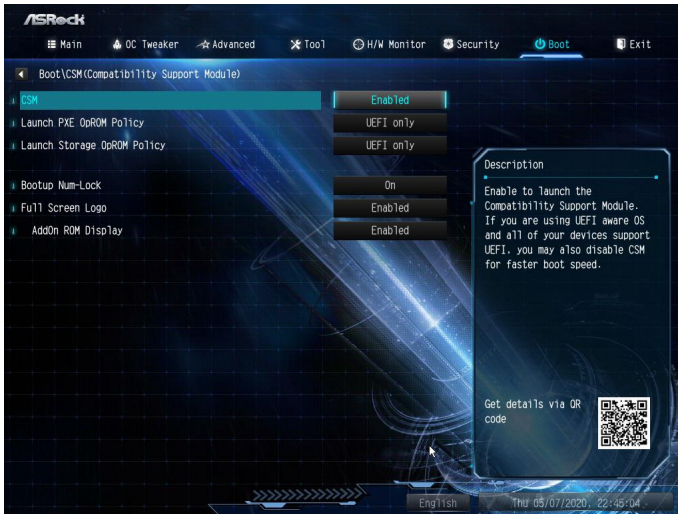 ASRock
Main OC Tweaker Advanced Tool H/W Monitor Security Boot Exit
Boot\CSM(Compatibility Support Module)
CSM Enabled
Launch PXE OpROM Policy UEFI only
Launch Storage OpROM Policy UEFI only
Bootup Num-Lock On
Full Screen Logo Enabled
AddOn ROM Display Enabled
Description
Enable to launch the
Compatibility Support Module.
If you are using UEFI aware OS
and all of your devices support
UEFI, you may also disable CSM
for faster boot speed.
Get details via QR
code
English Thu 05/07/2020. 22:45:04